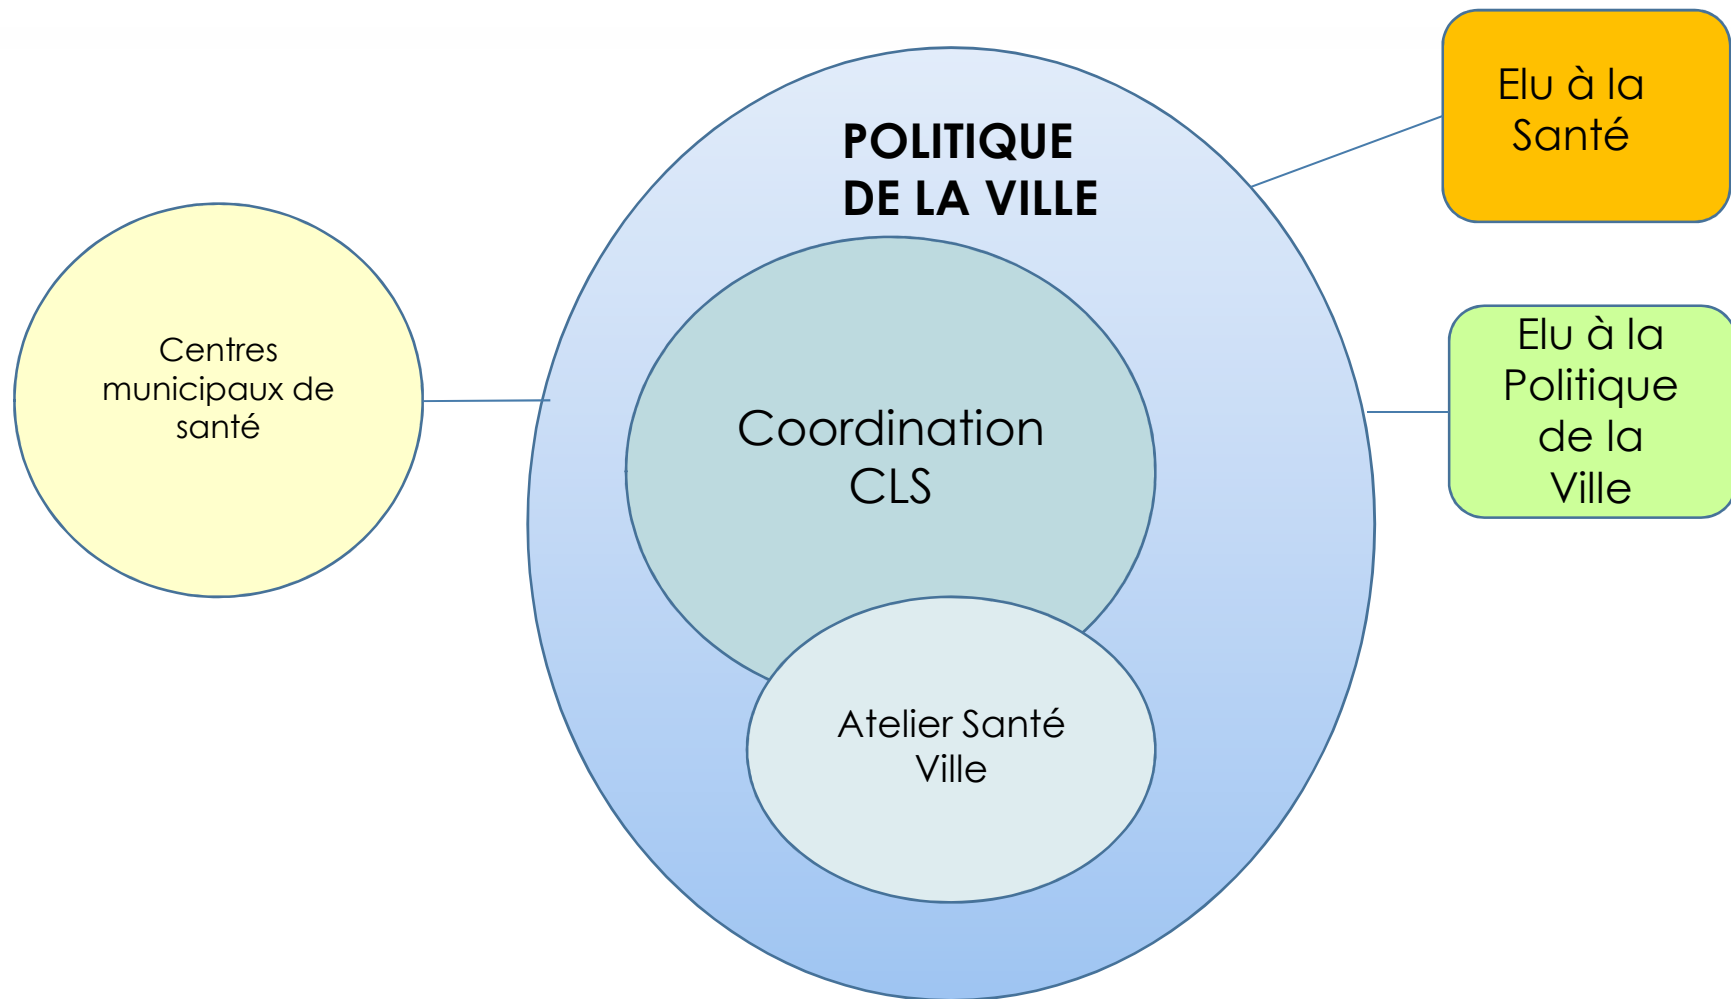 POLITIQUE
DE LA VILLE
Elu à la
Santé
Centres
municipaux de
santé
Coordination
CLS
Elu à la
Politique
de la
Ville
Atelier Santé
Ville